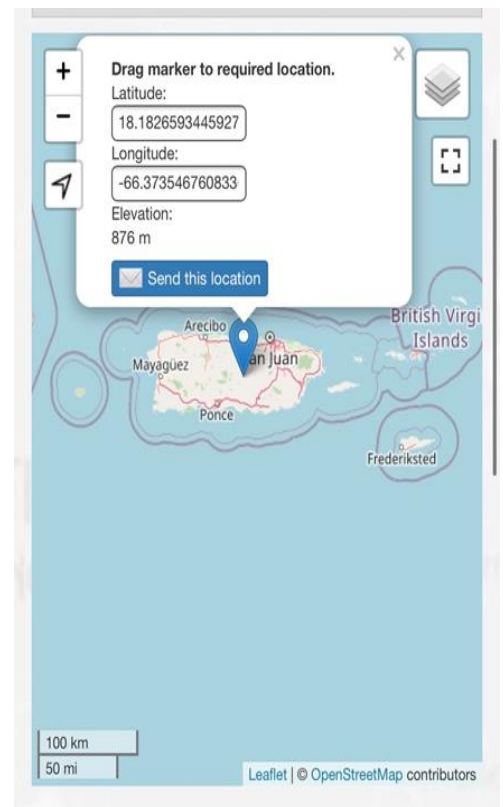 +
−
Drag marker to required location.
×
Latitude:
18.1826593445927
Longitude:
-66.373546760833
Elevation:
876 m
Send this location
British Virgi
Islands
Arecibo
an Juan
Mayagüez
Ponce
Frederiksted
100 km
50 mi
Leaflet | © OpenStreetMap contributors